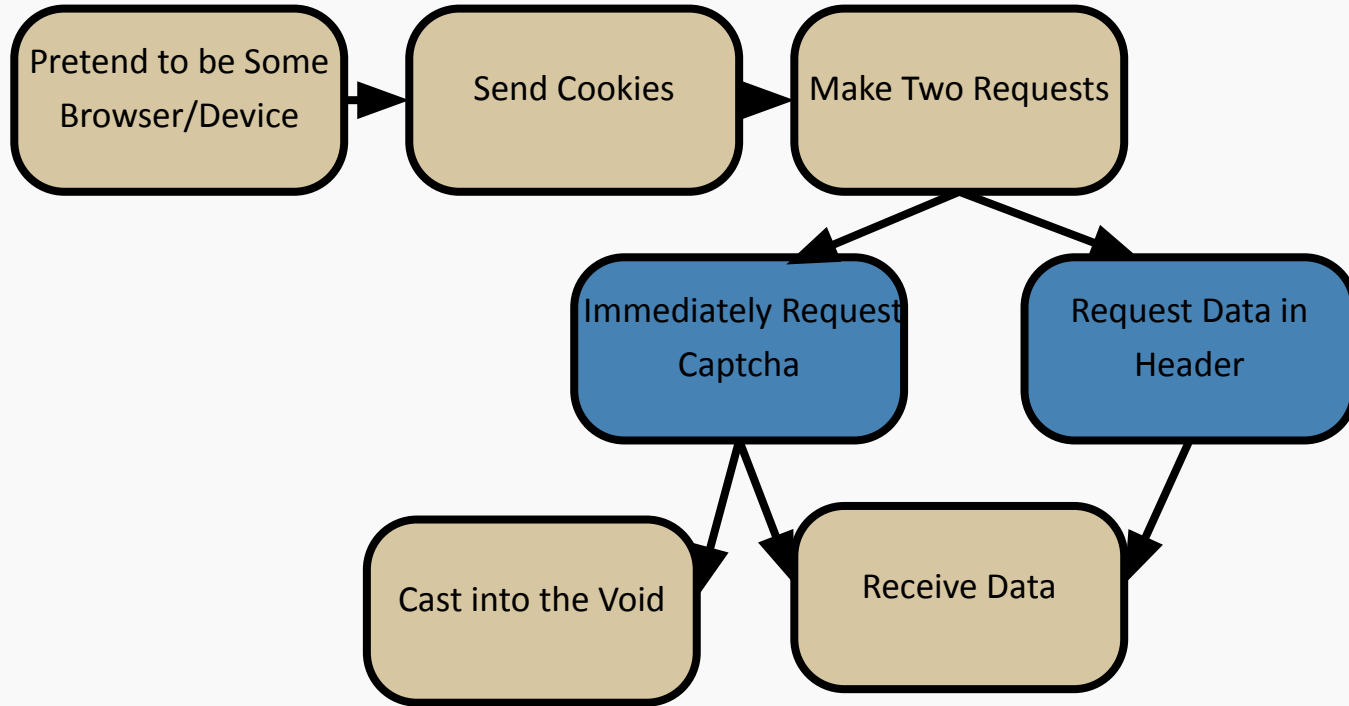 Pretend to be Some
Browser/Device
Send Cookies
Make Two Requests
Immediately Request
Captcha
Request Data in
Header
Cast into the Void
Receive Data